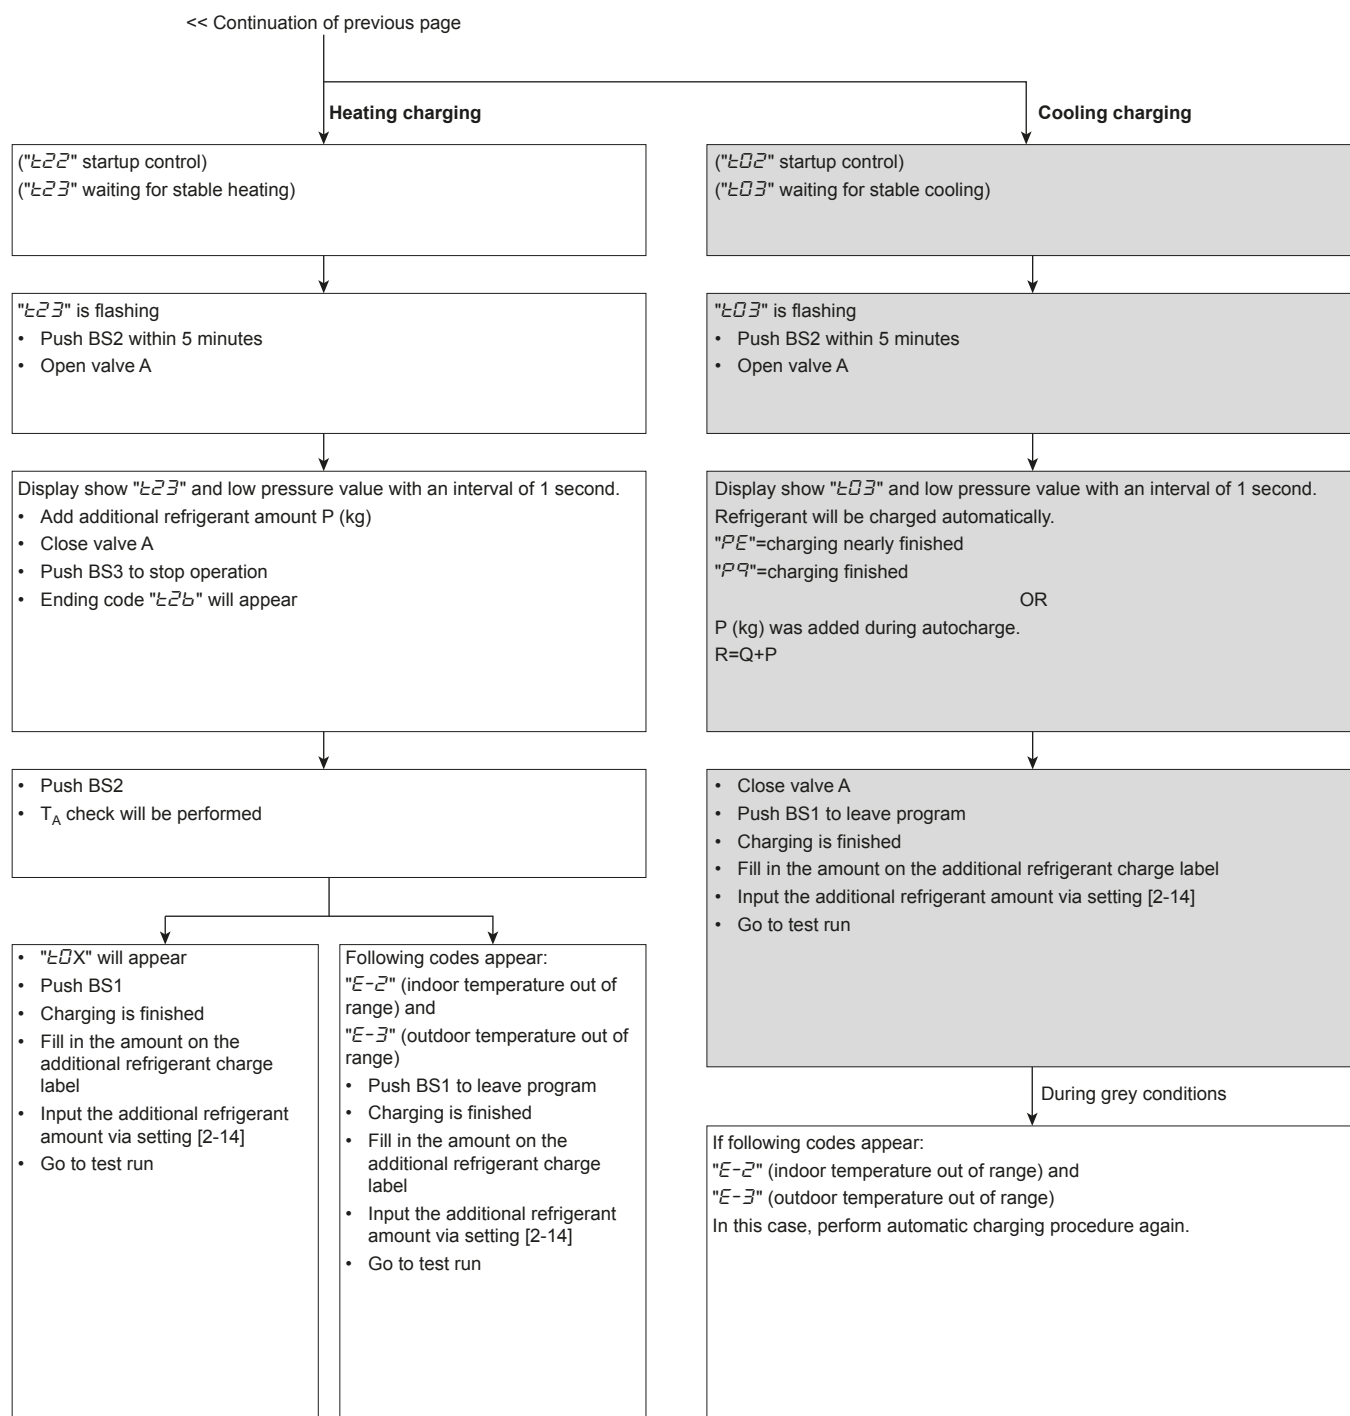 << Continuation of previous page
Heating charging
("t22" startup control)
("t23" waiting for stable heating)
"t23" is flashing
• Push BS2 within 5 minutes
• Open valve A
Display show "t23" and low pressure value with an interval of 1 second.
• Add additional refrigerant amount P (kg)
• Close valve A
• Push BS3 to stop operation
• Ending code "t26" will appear
• Push BS2
• TA check will be performed
• "t0X" will appear
• Push BS1
• Charging is finished
• Fill in the amount on the
additional refrigerant charge
label
• Input the additional refrigerant
amount via setting [2-14]
• Go to test run
Following codes appear:
"E-2" (indoor temperature out of
range) and
"E-3" (outdoor temperature out of
range)
• Push BS1 to leave program
• Charging is finished
• Fill in the amount on the
additional refrigerant charge
label
• Input the additional refrigerant
amount via setting [2-14]
• Go to test run
Cooling charging
("t02" startup control)
("t03" waiting for stable cooling)
"t03" is flashing
• Push BS2 within 5 minutes
• Open valve A
Display show "t03" and low pressure value with an interval of 1 second.
Refrigerant will be charged automatically.
"PE"=charging nearly finished
"P9"=charging finished
OR
P (kg) was added during autocharge.
R=Q+P
• Close valve A
• Push BS1 to leave program
• Charging is finished
• Fill in the amount on the additional refrigerant charge label
• Input the additional refrigerant amount via setting [2-14]
• Go to test run
During grey conditions
If following codes appear:
"E-2" (indoor temperature out of range) and
"E-3" (outdoor temperature out of range)
In this case, perform automatic charging procedure again.